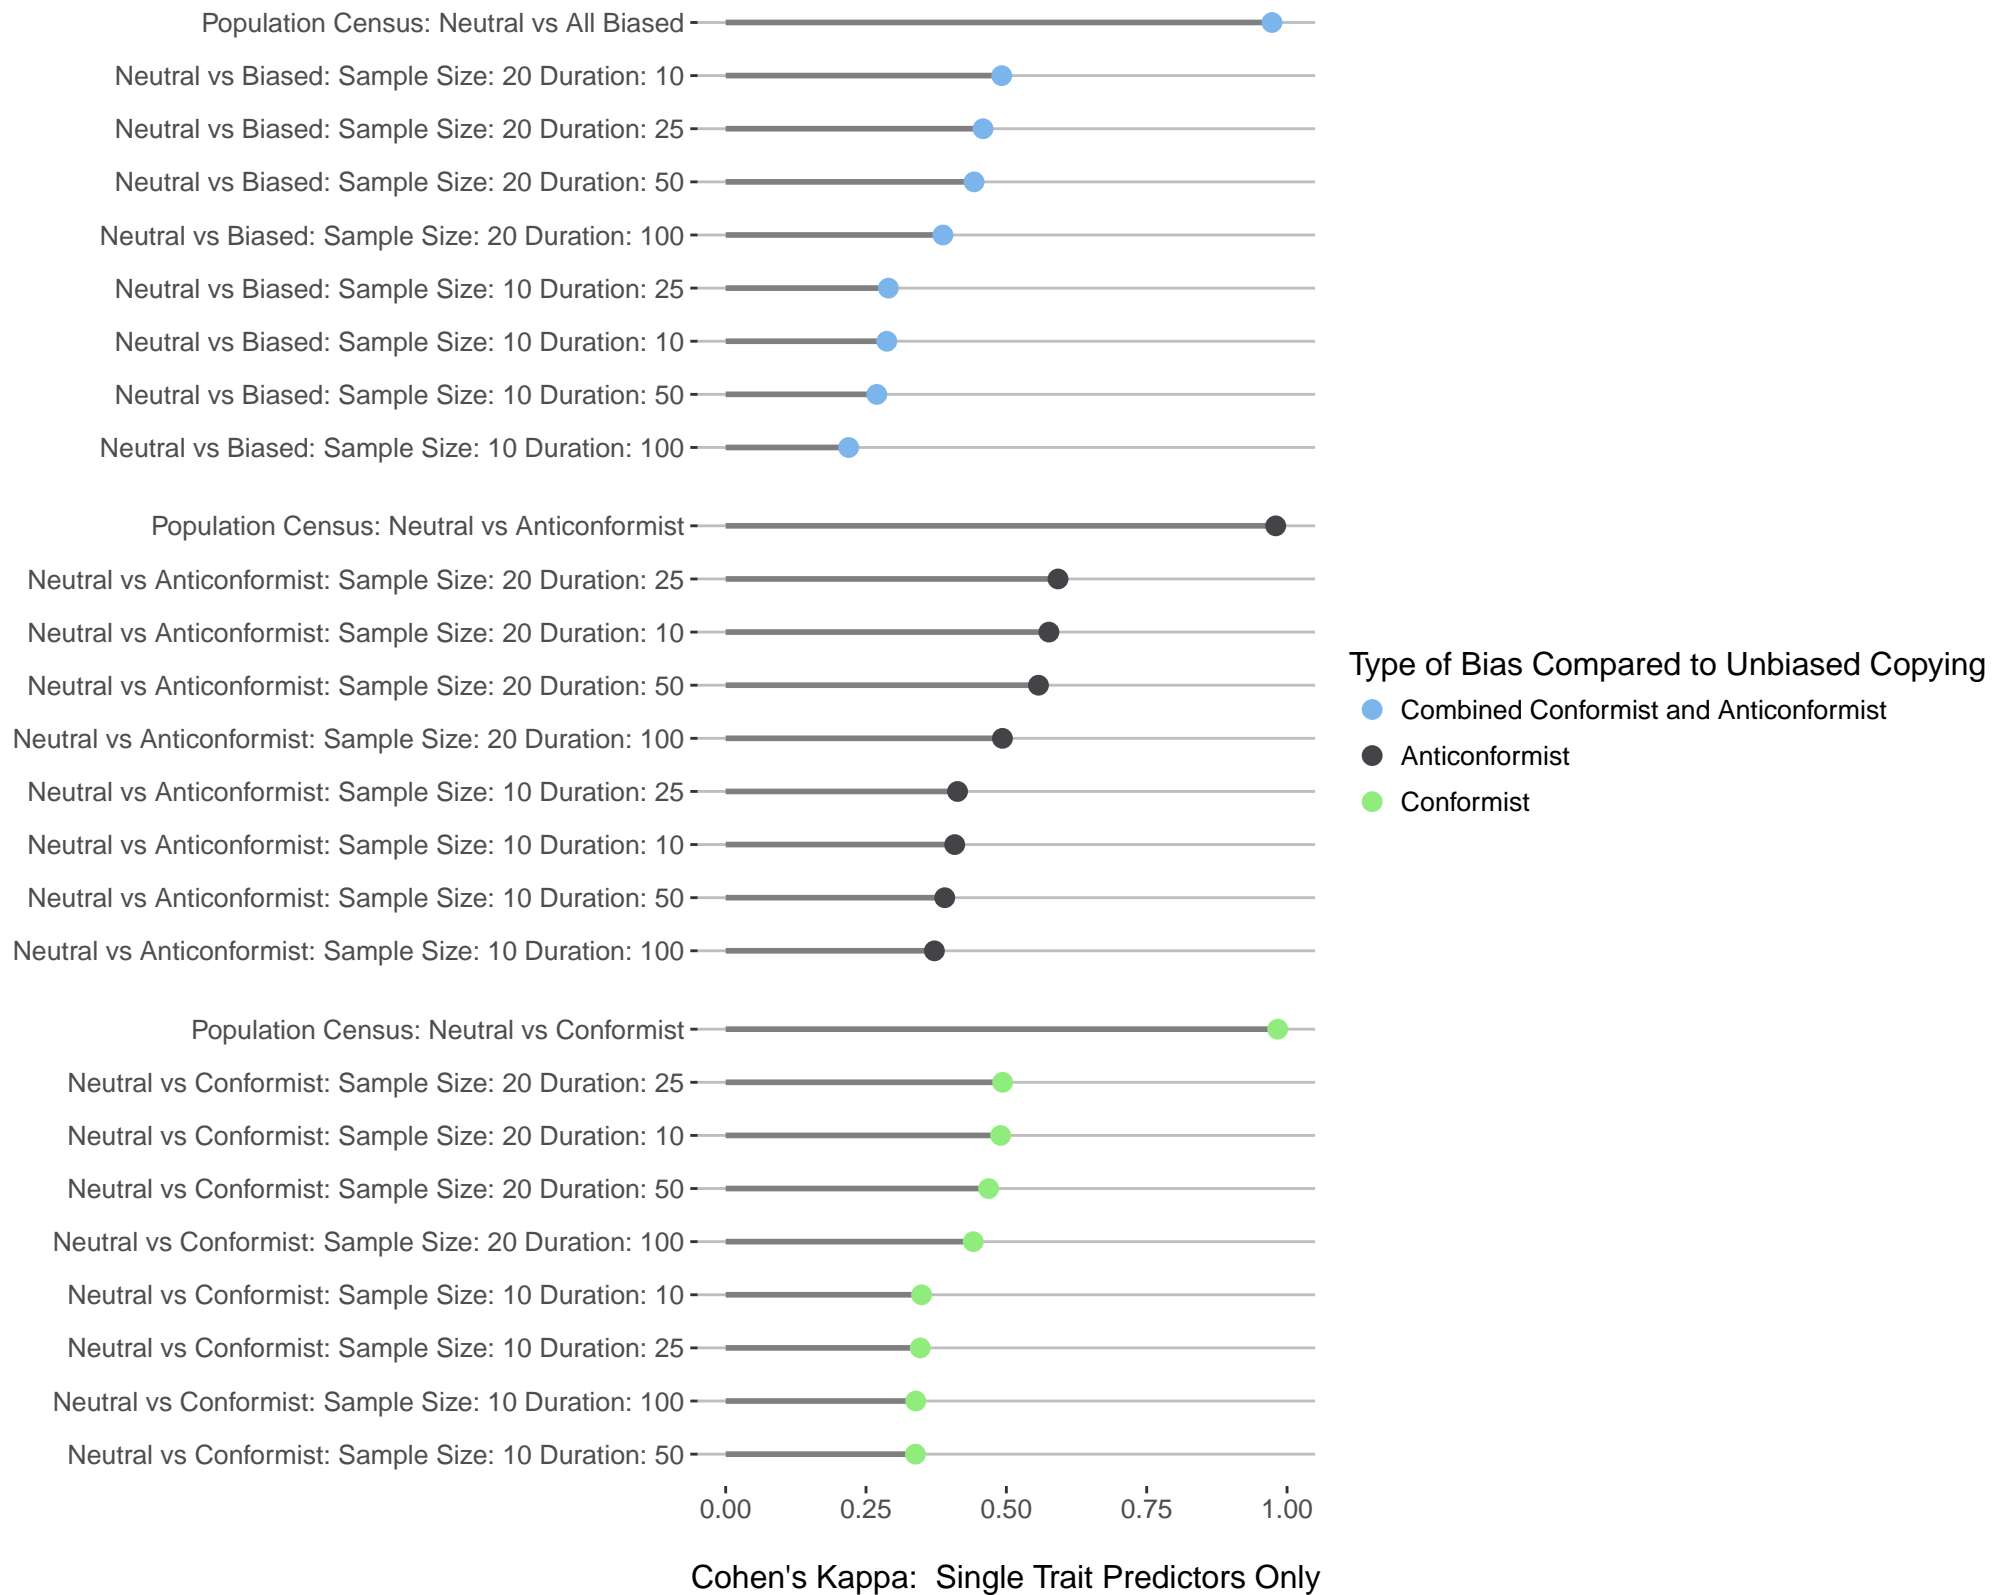 Population Census: Neutral vs All Biased
Neutral vs Biased: Sample Size: 20 Duration: 10
Neutral vs Biased: Sample Size: 20 Duration: 25
Neutral vs Biased: Sample Size: 20 Duration: 50
Neutral vs Biased: Sample Size: 20 Duration: 100
Neutral vs Biased: Sample Size: 10 Duration: 25
Neutral vs Biased: Sample Size: 10 Duration: 10
Neutral vs Biased: Sample Size: 10 Duration: 50
Neutral vs Biased: Sample Size: 10 Duration: 100
Population Census: Neutral vs Anticonformist
Neutral vs Anticonformist: Sample Size: 20 Duration: 25
Neutral vs Anticonformist: Sample Size: 20 Duration: 10
Neutral vs Anticonformist: Sample Size: 20 Duration: 50
Neutral vs Anticonformist: Sample Size: 20 Duration: 100
Neutral vs Anticonformist: Sample Size: 10 Duration: 25
Neutral vs Anticonformist: Sample Size: 10 Duration: 10
Neutral vs Anticonformist: Sample Size: 10 Duration: 50
Neutral vs Anticonformist: Sample Size: 10 Duration: 100
Population Census: Neutral vs Conformist
Neutral vs Conformist: Sample Size: 20 Duration: 25
Neutral vs Conformist: Sample Size: 20 Duration: 10
Neutral vs Conformist: Sample Size: 20 Duration: 50
Neutral vs Conformist: Sample Size: 20 Duration: 100
Neutral vs Conformist: Sample Size: 10 Duration: 10
Neutral vs Conformist: Sample Size: 10 Duration: 25
Neutral vs Conformist: Sample Size: 10 Duration: 100
Neutral vs Conformist: Sample Size: 10 Duration: 50
0.00 0.25 0.50 0.75 1.00
Cohen's Kappa:  Single Trait Predictors Only
Type of Bias Compared to Unbiased Copying
Combined Conformist and Anticonformist
Anticonformist
Conformist